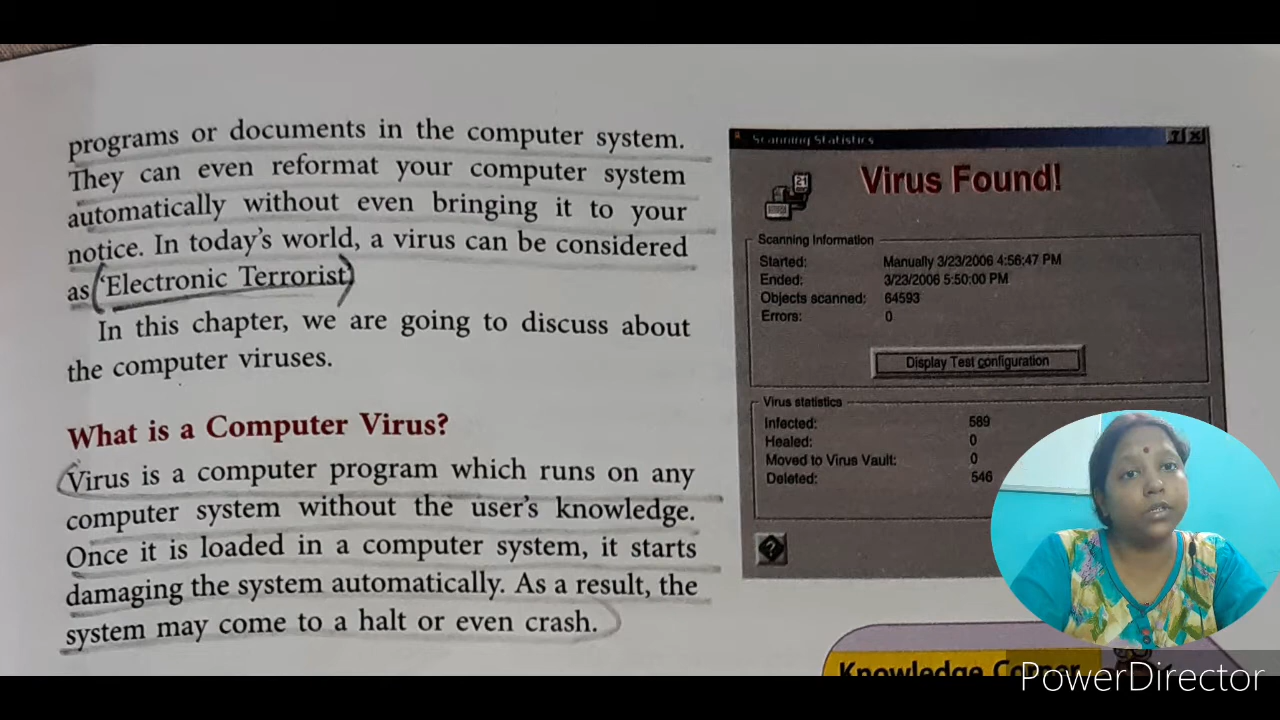 programs or documents in the computer system.
They can even reformat your computer system
automatically without even bringing it to your
notice. In today's world, a virus can be considered
as 'Electronic Terrorist'
In this chapter, we are going to discuss about
the computer viruses.
What is a Computer Virus?
Virus is a computer program which runs on any
computer system without the user's knowledge.
Once it is loaded in a computer system, it starts
damaging the system automatically. As a result, the
system may come to a halt or even crash.
Scanning Statistics
Virus Found!
21
Scanning Information
Started: Manually 3/23/2006 4:56:47 PM
Ended: 3/23/2006 5:50:00 PM
Objects scanned: 64593
Errors: 0
Display Test configuration
Virus statistics
Infected: 589
Healed: 0
Moved to Virus Vault: 0
Deleted: 546
?
Knowledge Corner
PowerDirector